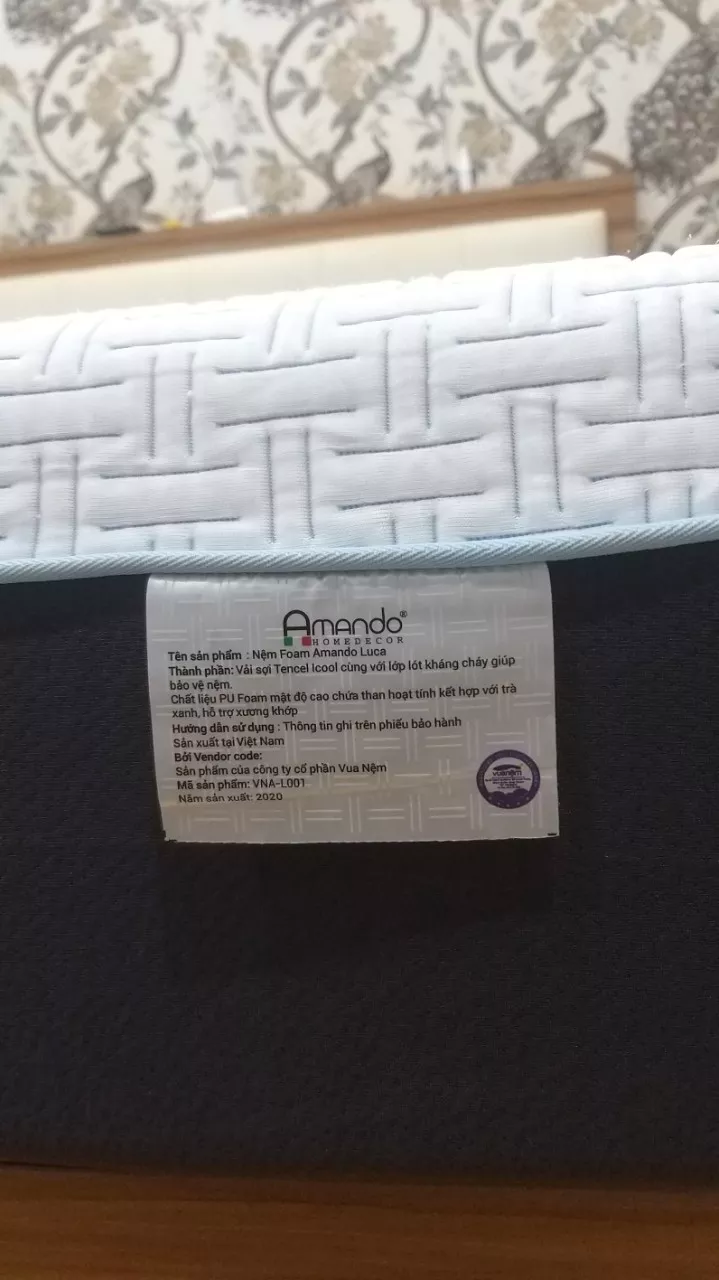 Amando®
HOMEDECOR
Tên sản phẩm : Nệm Foam Amando Luca
Thành phần: Vải sợi Tencel Icool cùng với lớp lót kháng cháy giúp
bảo vệ nệm.
Chất liệu PU Foam mật độ cao chứa than hoạt tính kết hợp với trà
xanh, hỗ trợ xương khớp
Hướng dẫn sử dụng : Thông tin ghi trên phiếu bảo hành
Sản xuất tại Việt Nam
Bởi Vendor code:
Sản phẩm của công ty cổ phần Vua Nệm
Mã sản phẩm: VNA-L001
Năm sản xuất: 2020
vuanệm